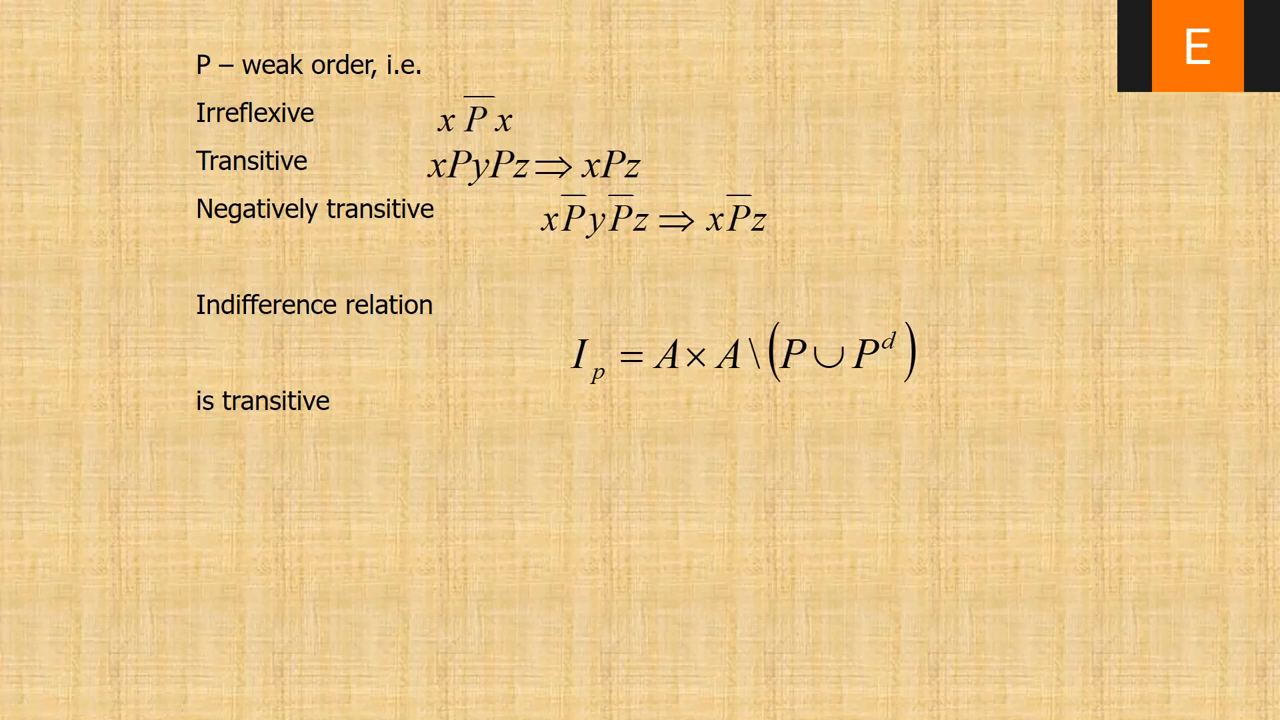 E
P – weak order, i.e.
Irreflexive x P̅ x
Transitive xPyPz ⇒ xPz
Negatively transitive xP̅yP̅z ⇒ xP̅z
Indifference relation
I_p = A × A \ (P ∪ P^d)
is transitive